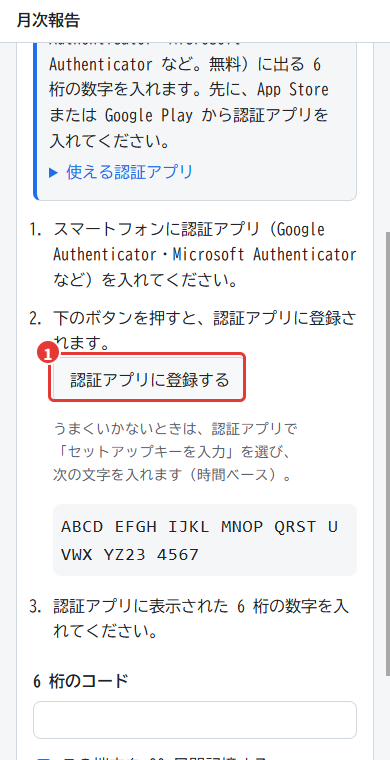 月次報告
Authenticator・Microsoft
Authenticator など。無料）に出る 6
桁の数字を入れます。先に、App Store
または Google Play から認証アプリを
入れてください。
▶ 使える認証アプリ
1. スマートフォンに認証アプリ（Google
Authenticator・Microsoft Authenticator
など）を入れてください。
2. 下のボタンを押すと、認証アプリに登録さ
れます。
1
認証アプリに登録する
うまくいかないときは、認証アプリで
「セットアップキーを入力」を選び、
次の文字を入れます（時間ベース）。
ABCD EFGH IJKL MNOP QRST U
VWX YZ23 4567
3. 認証アプリに表示された 6 桁の数字を入
れてください。
6 桁のコード